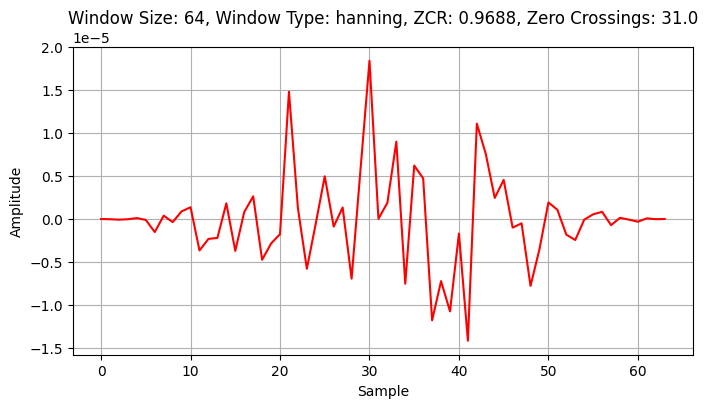 Window Size: 64, Window Type: hanning, ZCR: 0.9688, Zero Crossings: 31.0
1e−5
2.0
1.5
1.0
0.5
0.0
−0.5
−1.0
−1.5
Amplitude
0 10 20 30 40 50 60
Sample